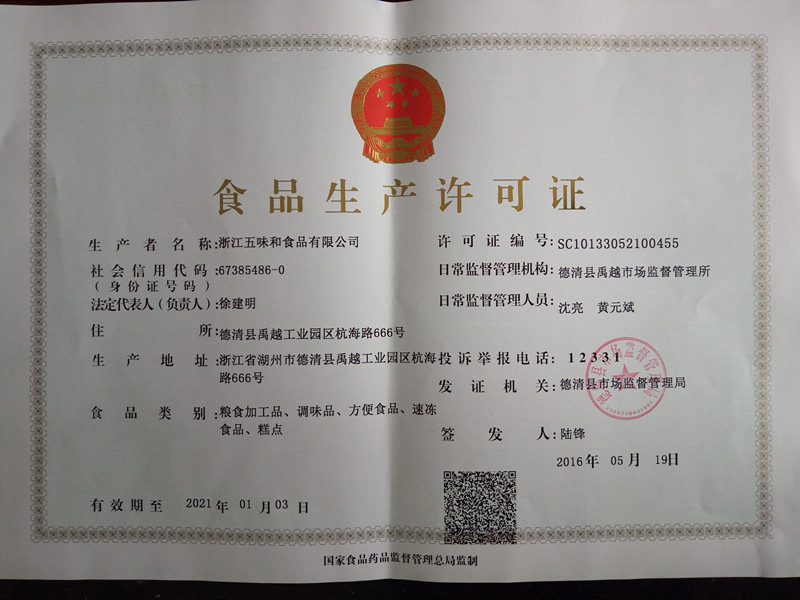 食品生产许可证
生产者名称:浙江五味和食品有限公司
社会信用代码:67385486-0
(身份证号码)
法定代表人(负责人):徐建明
住所:德清县禹越工业园区杭海路666号
生产地址:浙江省湖州市德清县禹越工业园区杭海
路666号
食品类别:粮食加工品、调味品、方便食品、速冻
食品、糕点
有效期至 2021年01月03日
许可证编号:SC10133052100455
日常监督管理机构:德清县禹越市场监督管理所
日常监督管理人员:沈亮 黄元斌
投诉举报电话:12331
发证机关:德清县市场监督管理局
签发人:陆锋
2016年05月19日
国家食品药品监督管理总局监制